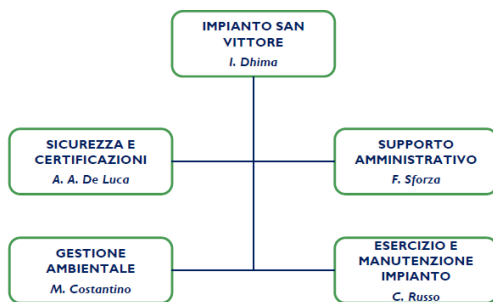 IMPIANTO SAN
VITTORE
I. Dhima
SICUREZZA E
CERTIFICAZIONI
A. A. De Luca
SUPPORTO
AMMINISTRATIVO
F. Sforza
GESTIONE
AMBIENTALE
M. Costantino
ESERCIZIO E
MANUTENZIONE
IMPIANTO
C. Russo